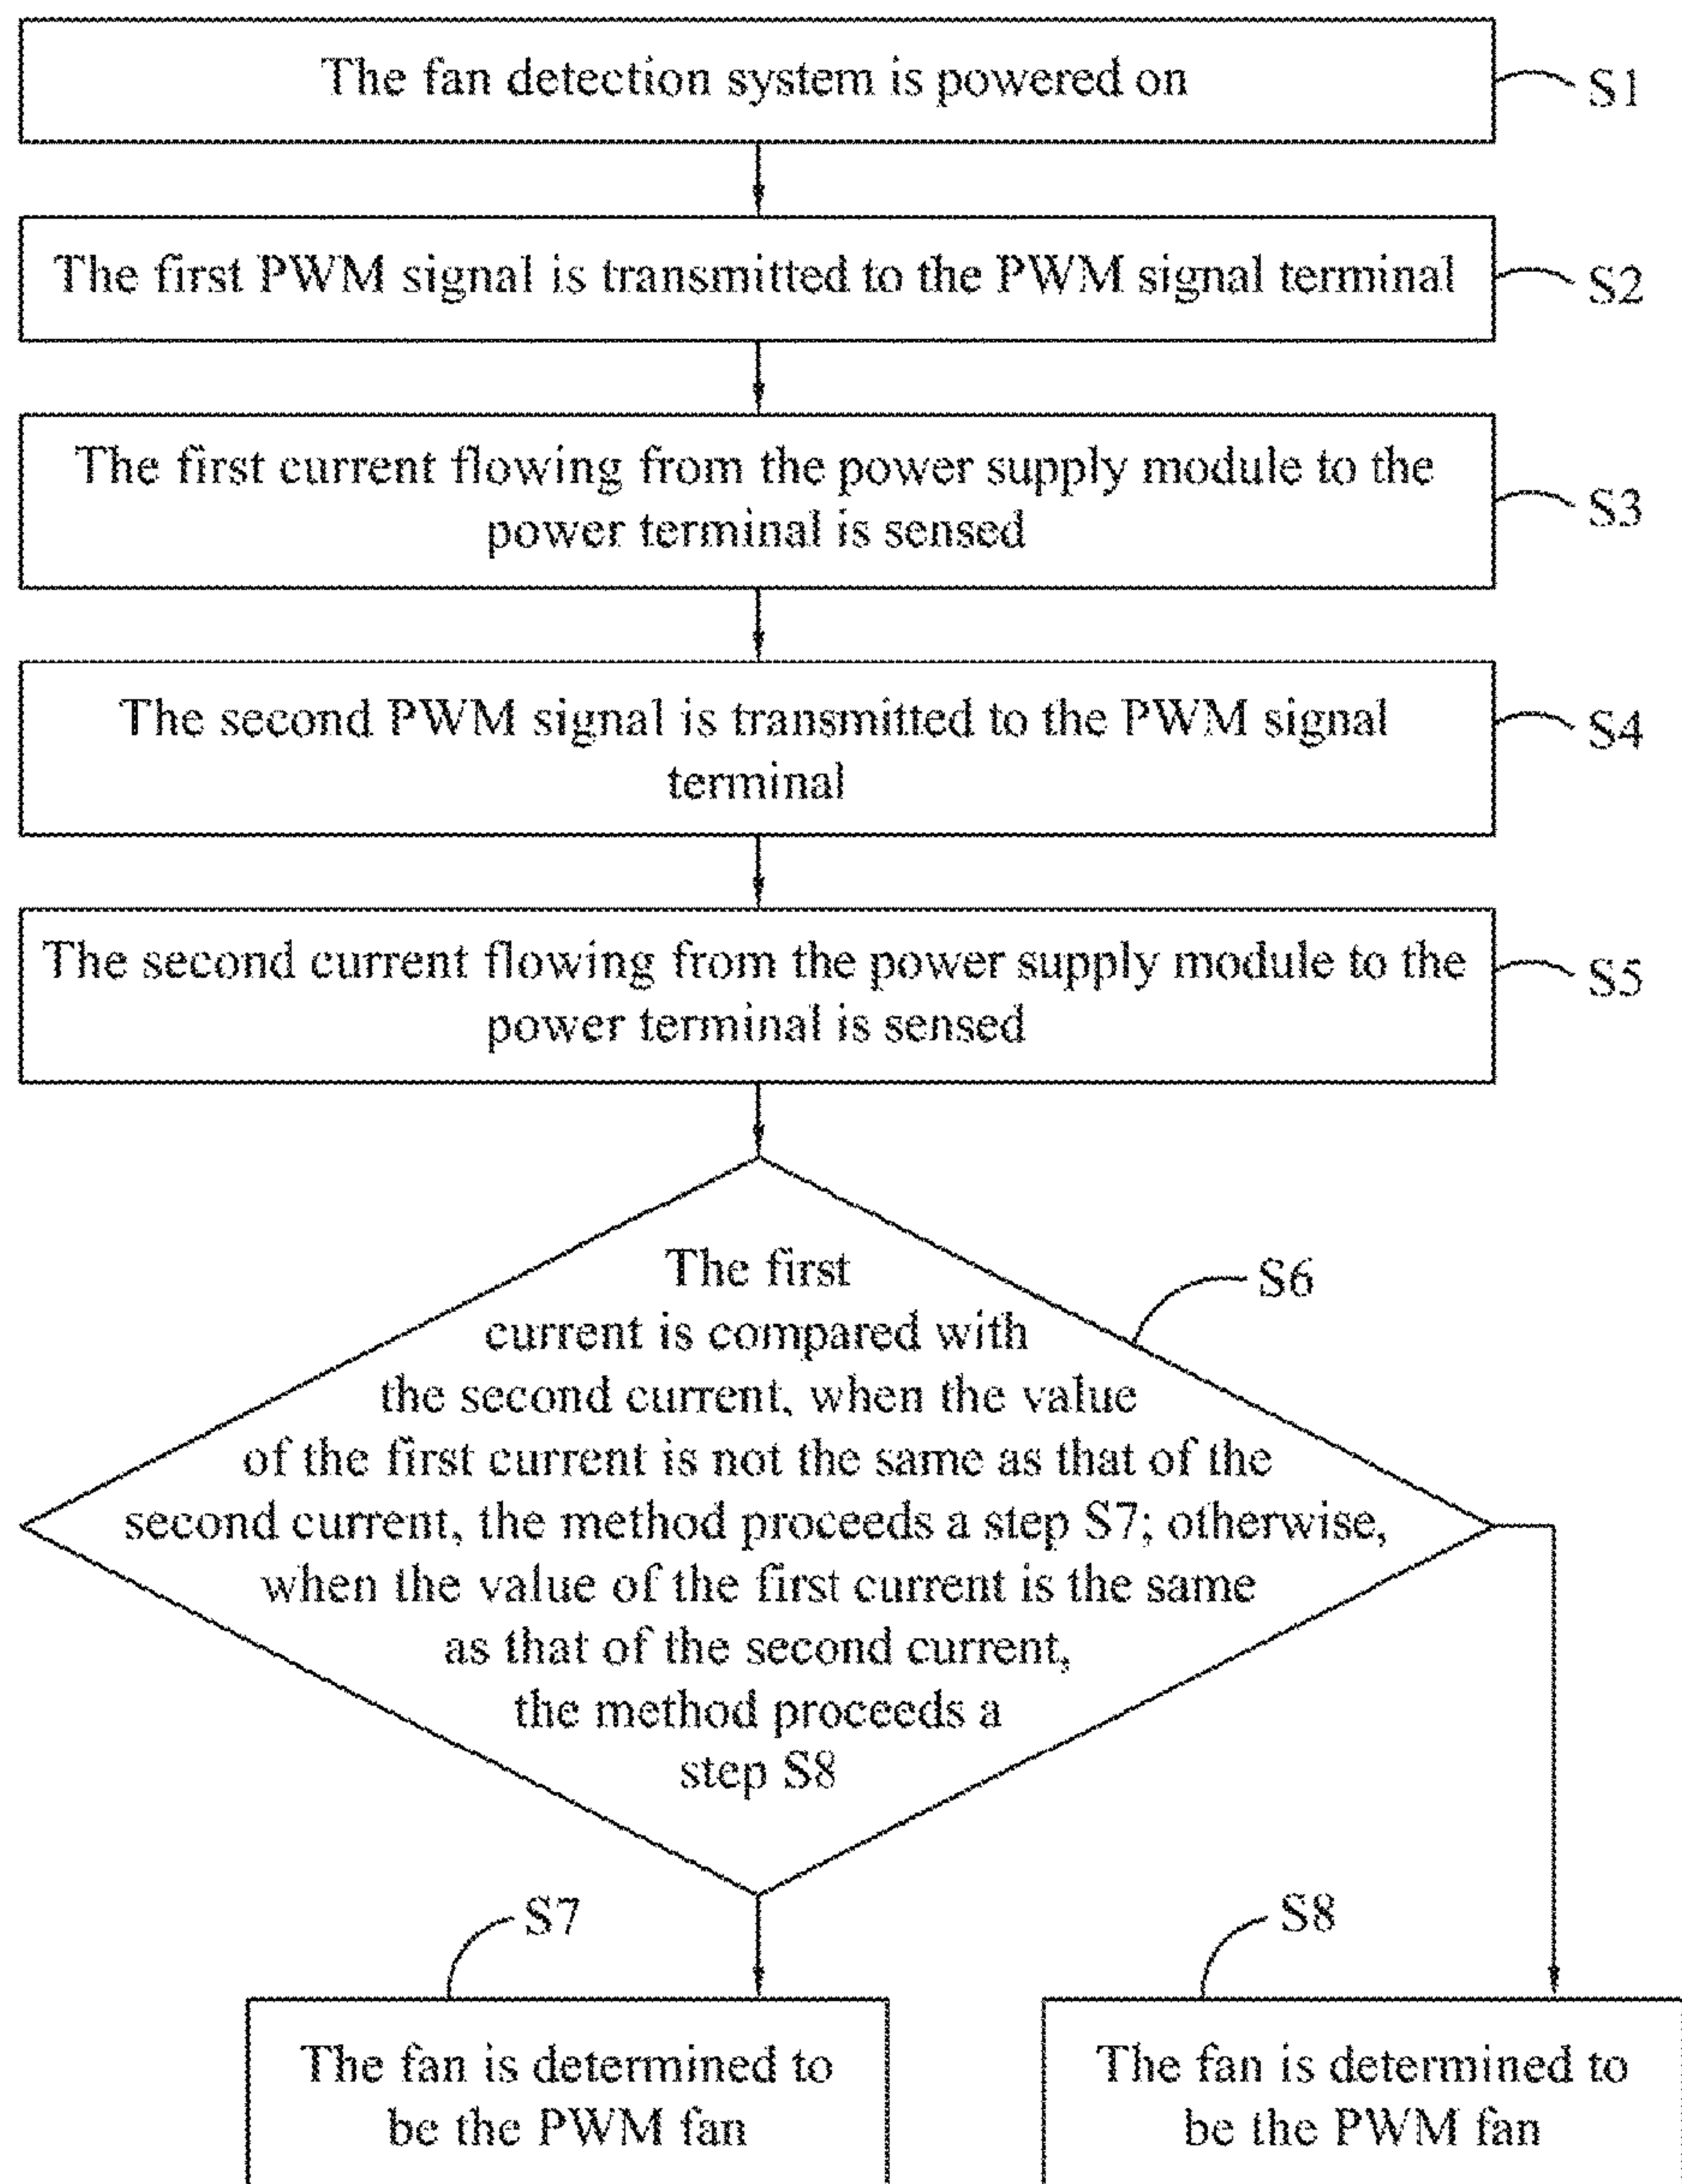 The fan detection system is powered on
S1
The first PWM signal is transmitted to the PWM signal terminal
S2
The first current flowing from the power supply module to the
power terminal is sensed
S3
The second PWM signal is transmitted to the PWM signal
terminal
S4
The second current flowing from the power supply module to the
power terminal is sensed
S5
The first
current is compared with
the second current, when the value
of the first current is not the same as that of the
second current, the method proceeds a step S7; otherwise,
when the value of the first current is the same
as that of the second current,
the method proceeds a
step S8
S6
S7
The fan is determined to
be the PWM fan
S8
The fan is determined to
be the PWM fan